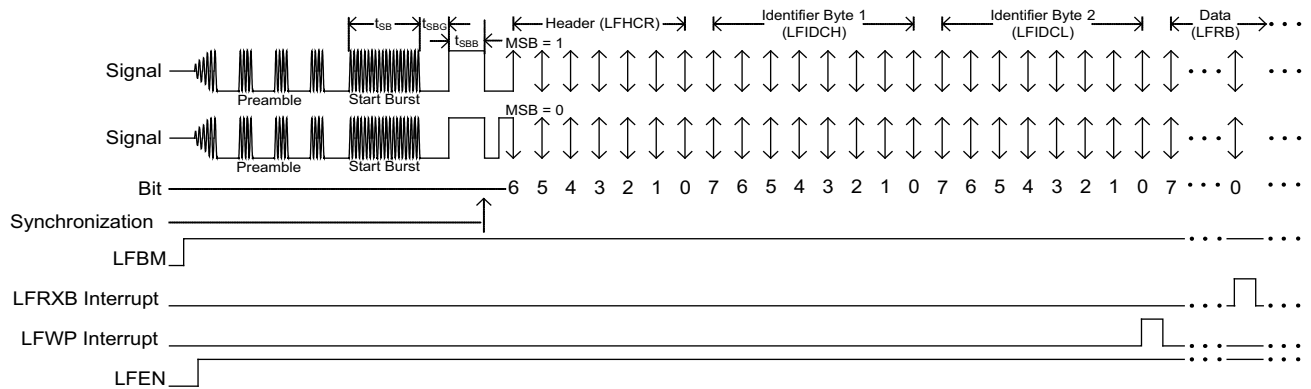 tSB tSBG Header (LFHCR) Identifier Byte 1 (LFIDCH) Identifier Byte 2 (LFIDCL) Data (LFRB)
tSBB MSB = 1
Signal
Preamble Start Burst
MSB = 0
Signal
Preamble Start Burst
Bit 6 5 4 3 2 1 0 7 6 5 4 3 2 1 0 7 6 5 4 3 2 1 0 7 0
Synchronization
LFBM
LFRXB Interrupt
LFWP Interrupt
LFEN